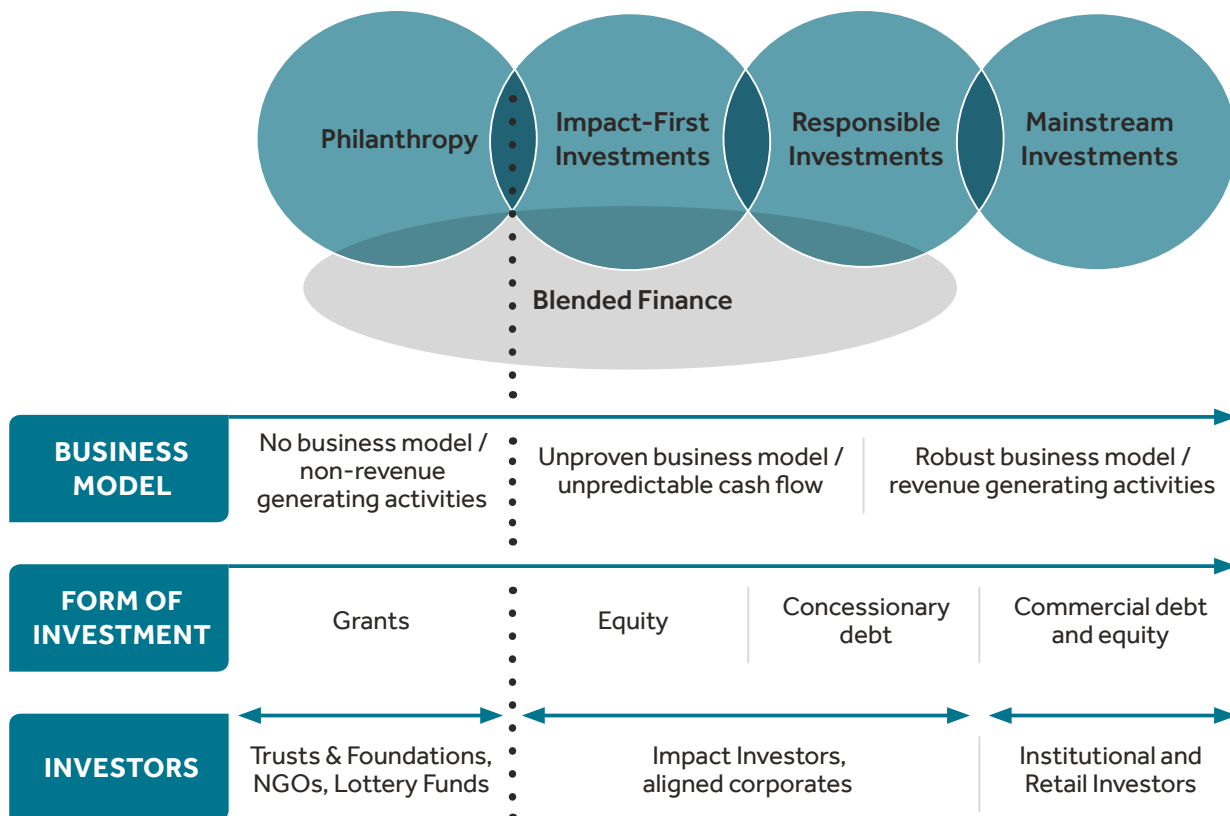 Philanthropy
Impact-First
Investments
Responsible
Investments
Mainstream
Investments
Blended Finance
BUSINESS
MODEL
No business model /
non-revenue
generating activities
Unproven business model /
unpredictable cash flow
Robust business model /
revenue generating activities
FORM OF
INVESTMENT
Grants
Equity
Concessionary
debt
Commercial debt
and equity
INVESTORS
Trusts & Foundations,
NGOs, Lottery Funds
Impact Investors,
aligned corporates
Institutional and
Retail Investors